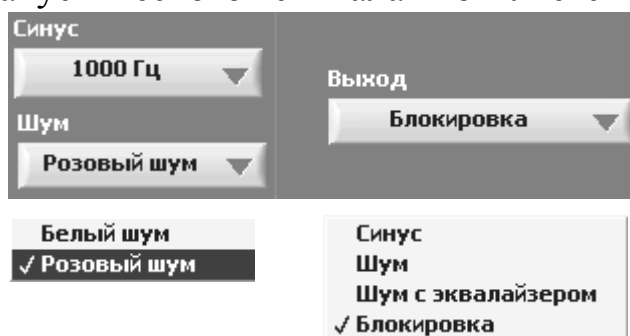 Синус
1000 Гц
Шум
Розовый шум
Выход
Блокировка
Белый шум
✓ Розовый шум
Синус
Шум
Шум с эквалайзером
✓ Блокировка